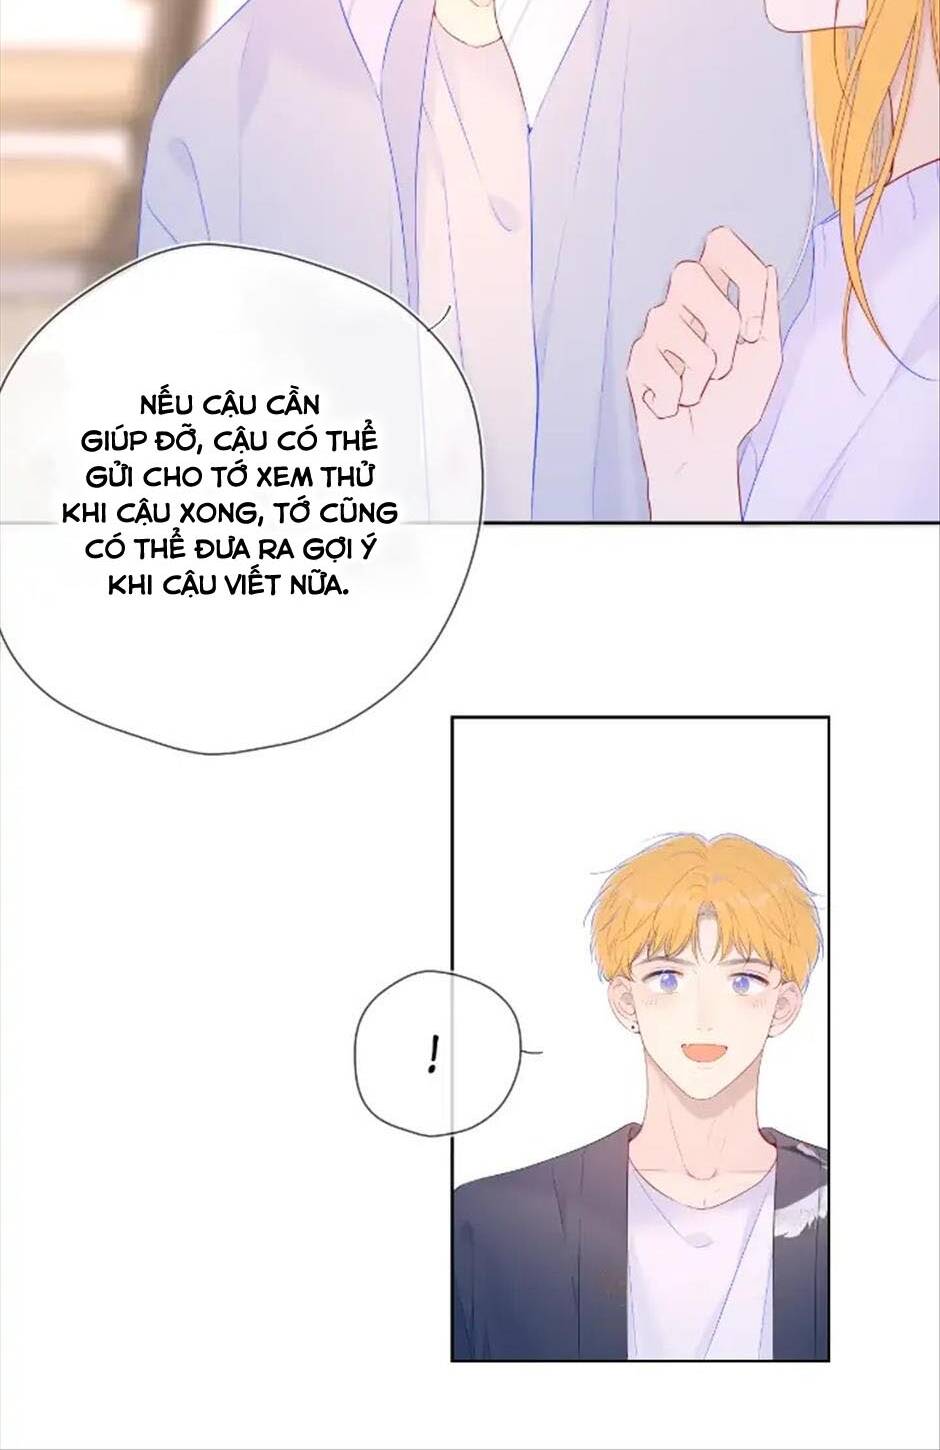 NẾU CẬU CẦN
GIÚP ĐỠ, CẬU CÓ THỂ
GỬI CHO TỚ XEM THỬ
KHI CẬU XONG, TỚ CŨNG
CÓ THỂ ĐƯA RA GỢI Ý
KHI CẬU VIẾT NỮA.
!